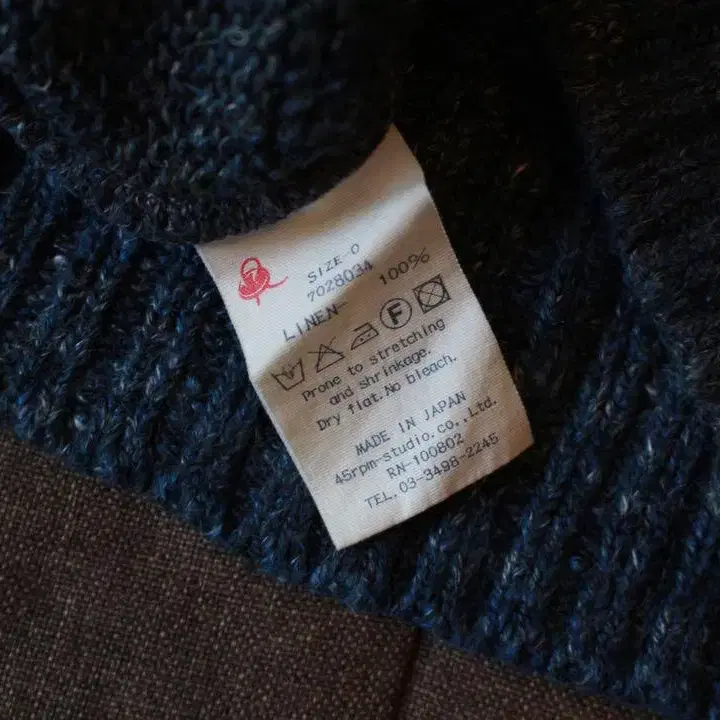 SIZE-0
7028034
LINEN- 100%
F
Prone to stretching
and shrinkage.
Dry flat.No bleach.
MADE IN JAPAN
45rpm-studio.co.,Ltd.
RN-100802
TEL.03-3498-2245